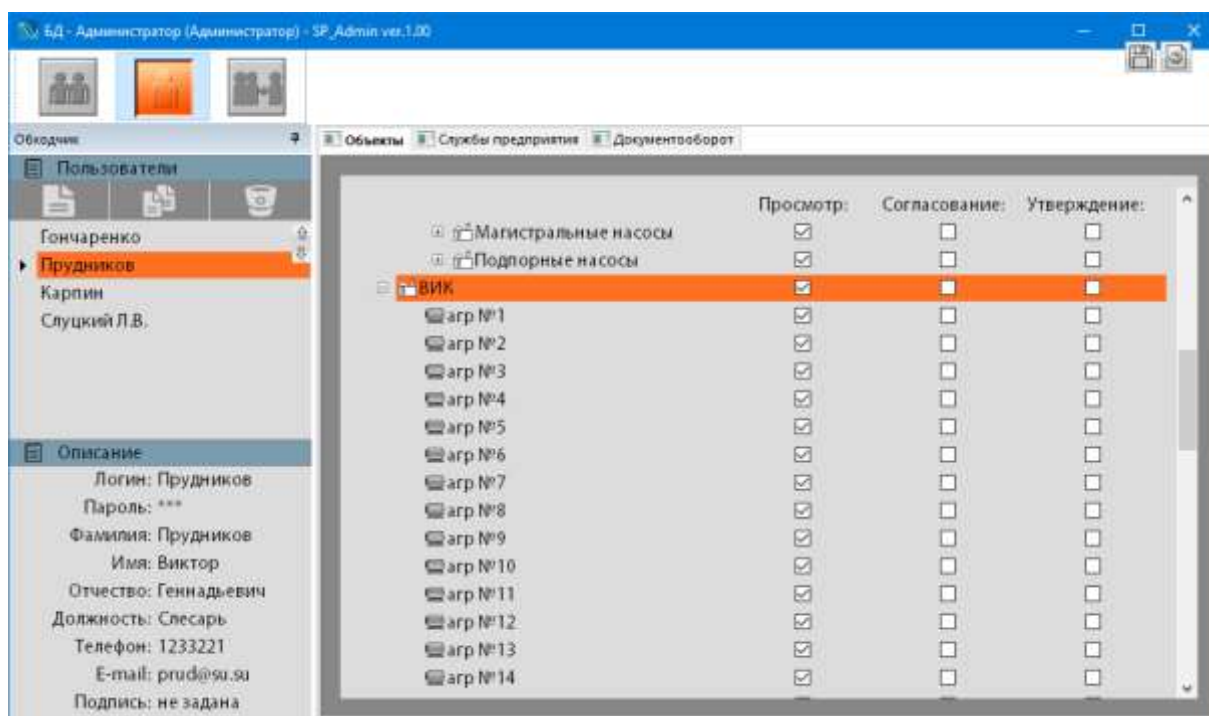 БД - Администратор (Администратор) - SP_Admin ver.1.00
Обходчик
Пользователи
Гончаренко
Прудников
Карпин
Слуцкий Л.В.
Описание
Логин: Прудников
Пароль: ***
Фамилия: Прудников
Имя: Виктор
Отчество: Геннадьевич
Должность: Слесарь
Телефон: 1233221
E-mail: prud@su.su
Подпись: не задана
Объекты Службы предприятия Документооборот
Просмотр: Согласование: Утверждение:
Магистральные насосы
Подпорные насосы
ВИК
агр №1
агр №2
агр №3
агр №4
агр №5
агр №6
агр №7
агр №8
агр №9
агр №10
агр №11
агр №12
агр №13
агр №14